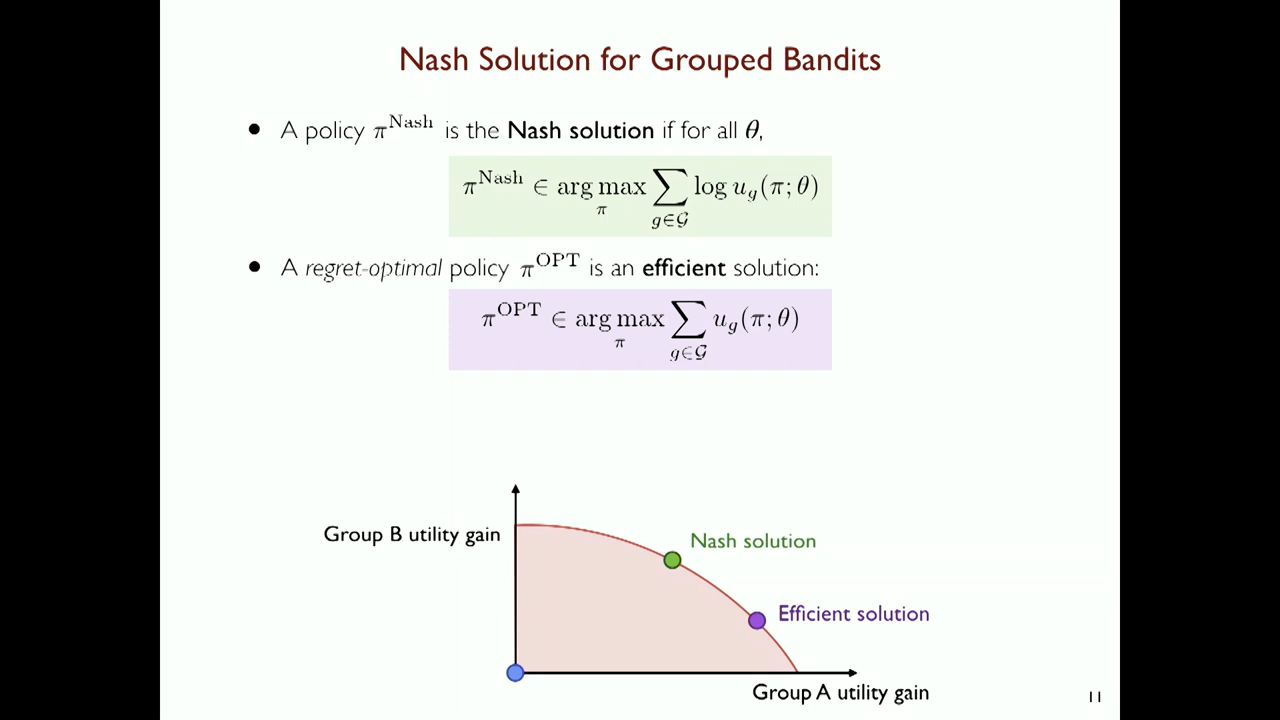 Nash Solution for Grouped Bandits
• A policy π^Nash is the Nash solution if for all θ,
π^Nash ∈ arg max_π ∑_{g∈𝒢} log u_g(π; θ)
• A regret-optimal policy π^OPT is an efficient solution:
π^OPT ∈ arg max_π ∑_{g∈𝒢} u_g(π; θ)
Group B utility gain
Nash solution
Efficient solution
Group A utility gain
11